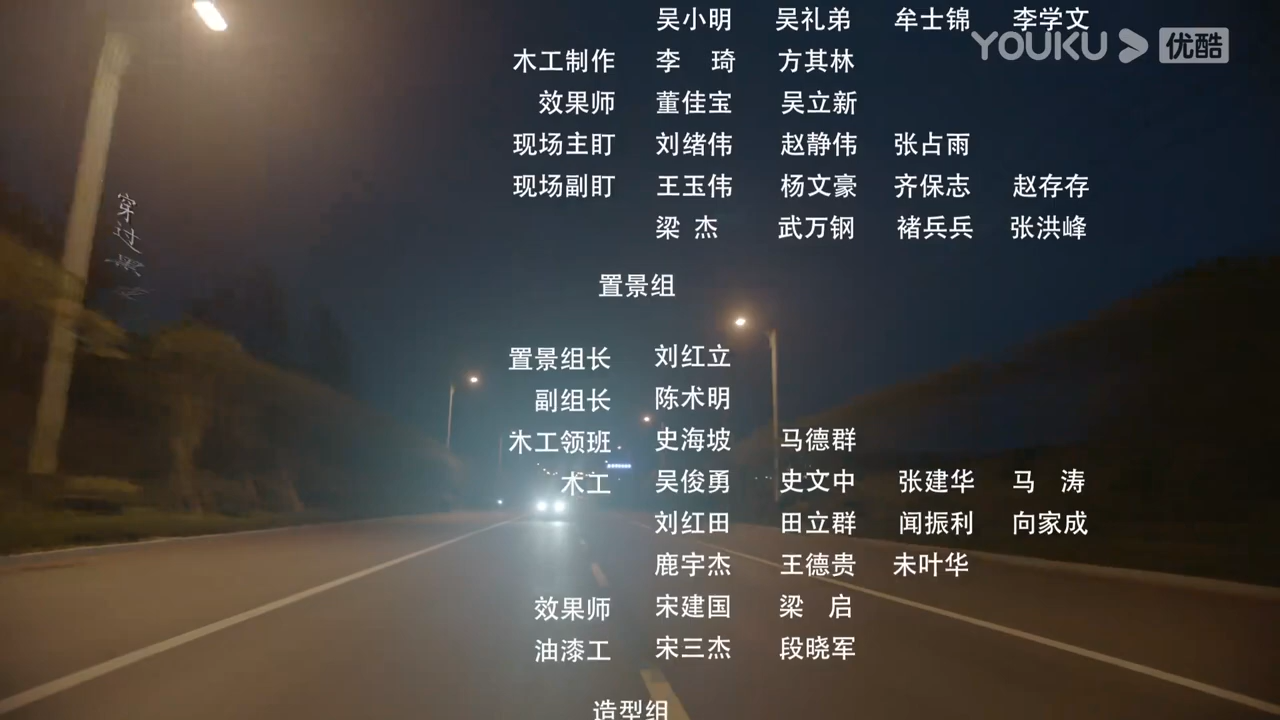 吴小明 吴礼弟 牟士锦 李学文
YOUKU 优酷
木工制作 李 琦 方其林
效果师 董佳宝 吴立新
现场主盯 刘绪伟 赵静伟 张占雨
现场副盯 王玉伟 杨文豪 齐保志 赵存存
梁 杰 武万钢 褚兵兵 张洪峰
穿过
置景组
置景组长 刘红立
副组长 陈术明
木工领班 史海坡 马德群
木工 吴俊勇 史文中 张建华 马 涛
刘红田 田立群 闻振利 向家成
鹿宇杰 王德贵 未叶华
效果师 宋建国 梁 启
油漆工 宋三杰 段晓军
造型组